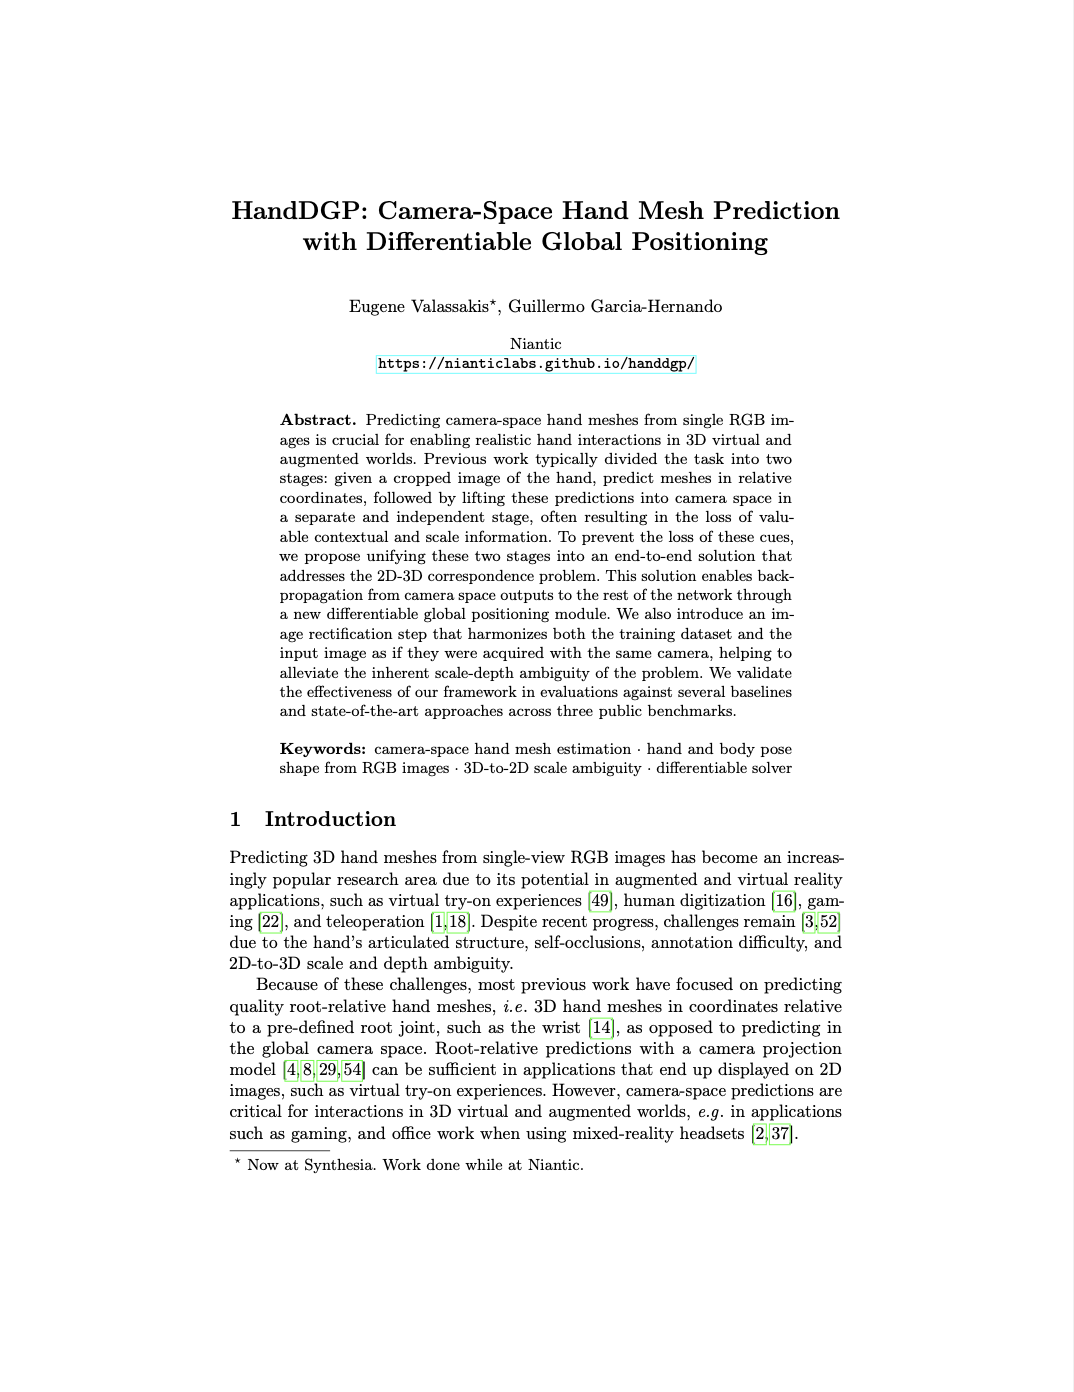 HandDGP: Camera-Space Hand Mesh Prediction
with Differentiable Global Positioning
Eugene Valassakis⋆, Guillermo Garcia-Hernando
Niantic
https://nianticlabs.github.io/handdgp/
Abstract. Predicting camera-space hand meshes from single RGB im-
ages is crucial for enabling realistic hand interactions in 3D virtual and
augmented worlds. Previous work typically divided the task into two
stages: given a cropped image of the hand, predict meshes in relative
coordinates, followed by lifting these predictions into camera space in
a separate and independent stage, often resulting in the loss of valu-
able contextual and scale information. To prevent the loss of these cues,
we propose unifying these two stages into an end-to-end solution that
addresses the 2D-3D correspondence problem. This solution enables back-
propagation from camera space outputs to the rest of the network through
a new differentiable global positioning module. We also introduce an im-
age rectification step that harmonizes both the training dataset and the
input image as if they were acquired with the same camera, helping to
alleviate the inherent scale-depth ambiguity of the problem. We validate
the effectiveness of our framework in evaluations against several baselines
and state-of-the-art approaches across three public benchmarks.
Keywords: camera-space hand mesh estimation · hand and body pose
shape from RGB images · 3D-to-2D scale ambiguity · differentiable solver
1 Introduction
Predicting 3D hand meshes from single-view RGB images has become an increas-
ingly popular research area due to its potential in augmented and virtual reality
applications, such as virtual try-on experiences [49], human digitization [16], gam-
ing [22], and teleoperation [1,18]. Despite recent progress, challenges remain [3,52]
due to the hand's articulated structure, self-occlusions, annotation difficulty, and
2D-to-3D scale and depth ambiguity.
Because of these challenges, most previous work have focused on predicting
quality root-relative hand meshes, i.e. 3D hand meshes in coordinates relative
to a pre-defined root joint, such as the wrist [14], as opposed to predicting in
the global camera space. Root-relative predictions with a camera projection
model [4,8,29,54] can be sufficient in applications that end up displayed on 2D
images, such as virtual try-on experiences. However, camera-space predictions are
critical for interactions in 3D virtual and augmented worlds, e.g. in applications
such as gaming, and office work when using mixed-reality headsets [2,37].
⋆ Now at Synthesia. Work done while at Niantic.